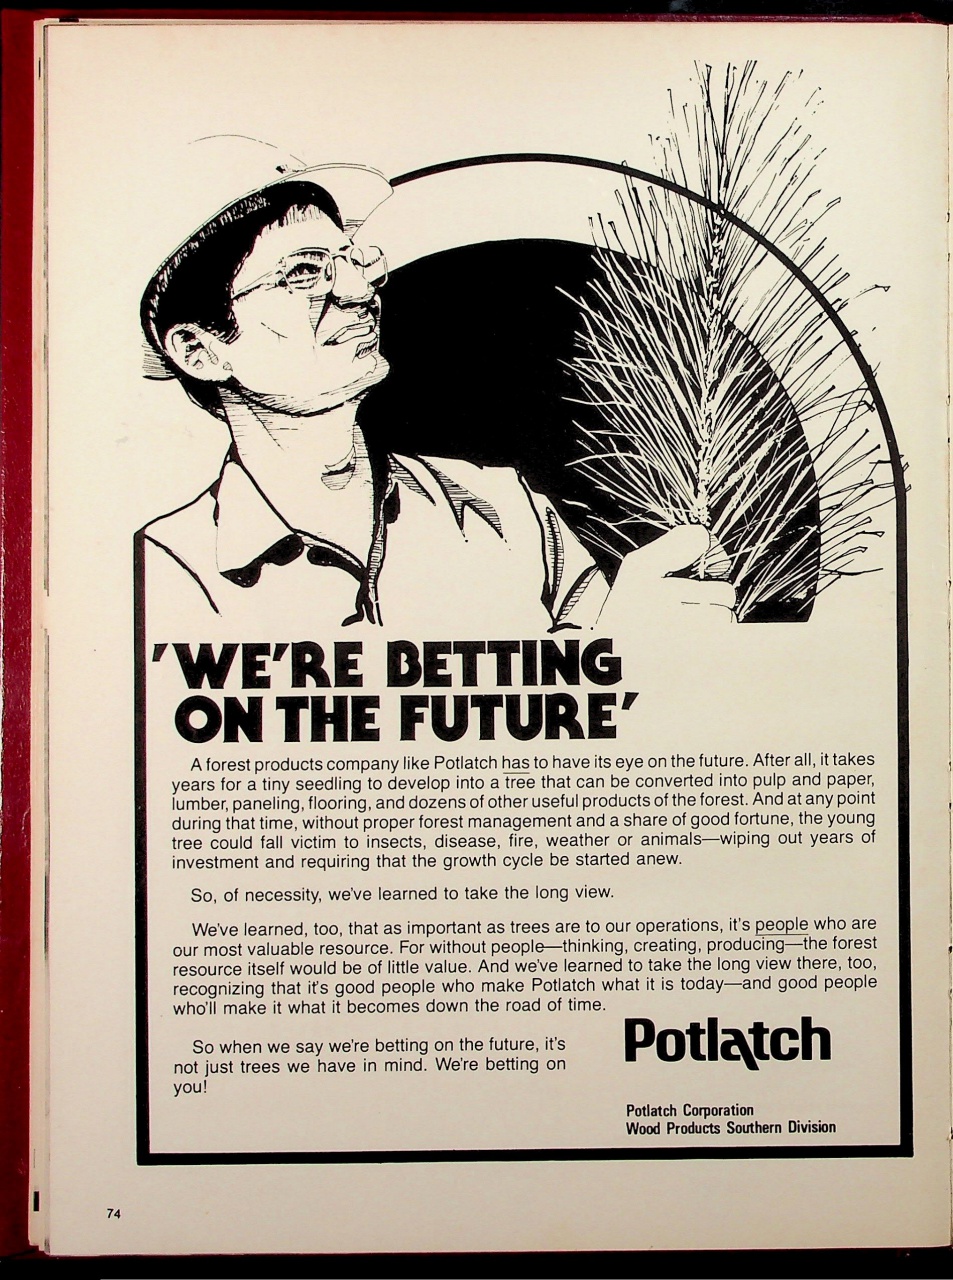 'WE'RE BETTING
ON THE FUTURE'
A forest products company like Potlatch has to have its eye on the future. After all, it takes
years for a tiny seedling to develop into a tree that can be converted into pulp and paper,
lumber, paneling, flooring, and dozens of other useful products of the forest. And at any point
during that time, without proper forest management and a share of good fortune, the young
tree could fall victim to insects, disease, fire, weather or animals—wiping out years of
investment and requiring that the growth cycle be started anew.
So, of necessity, we've learned to take the long view.
We've learned, too, that as important as trees are to our operations, it's people who are
our most valuable resource. For without people—thinking, creating, producing—the forest
resource itself would be of little value. And we've learned to take the long view there, too,
recognizing that it's good people who make Potlatch what it is today—and good people
who'll make it what it becomes down the road of time.
So when we say we're betting on the future, it's
not just trees we have in mind. We're betting on
you!
Potlatch
Potlatch Corporation
Wood Products Southern Division
74